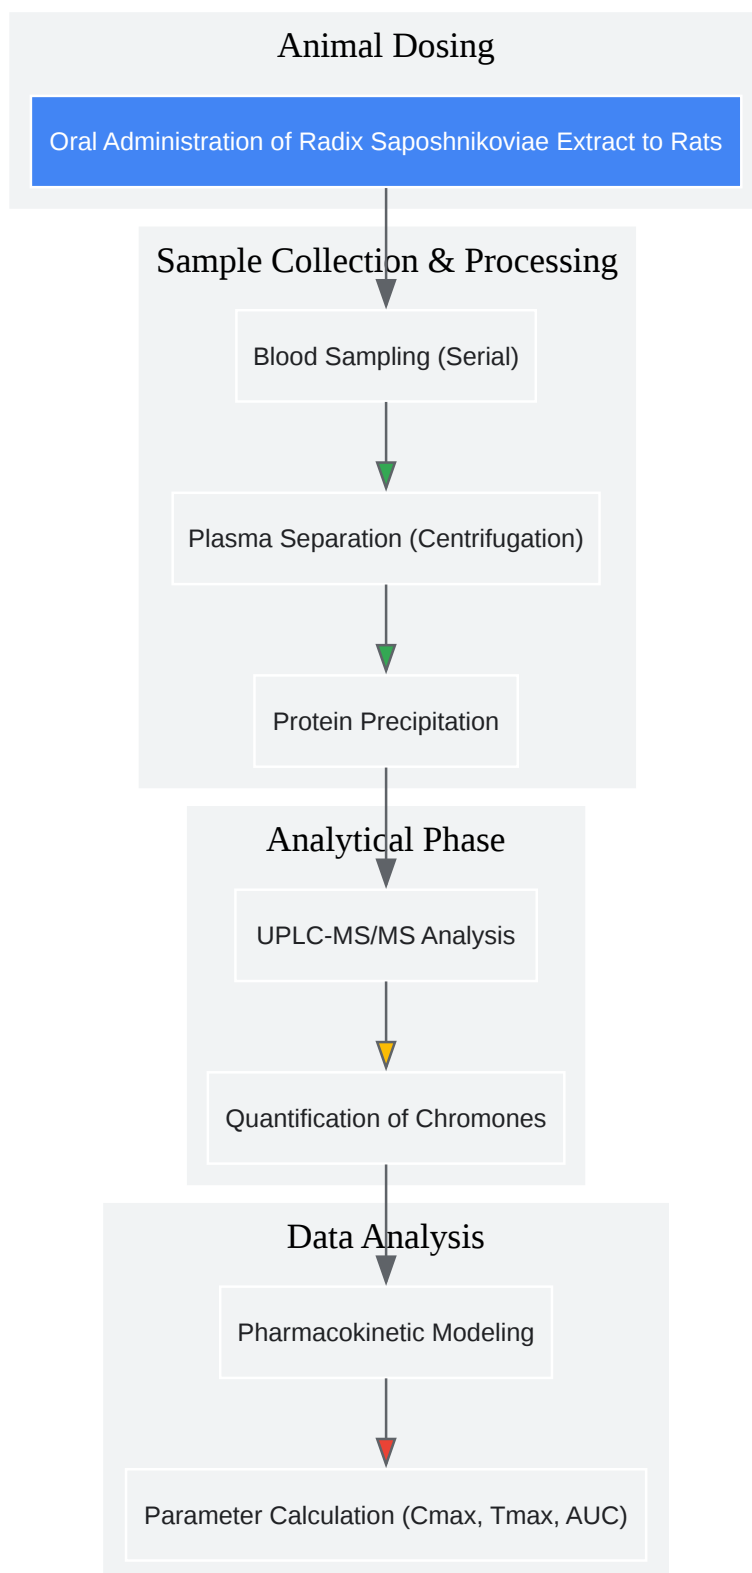 Animal Dosing
Oral Administration of Radix Saposhnikoviae Extract to Rats
Sample Collection & Processing
Blood Sampling (Serial)
Plasma Separation (Centrifugation)
Protein Precipitation
Analytical Phase
UPLC-MS/MS Analysis
Quantification of Chromones
Data Analysis
Pharmacokinetic Modeling
Parameter Calculation (Cmax, Tmax, AUC)